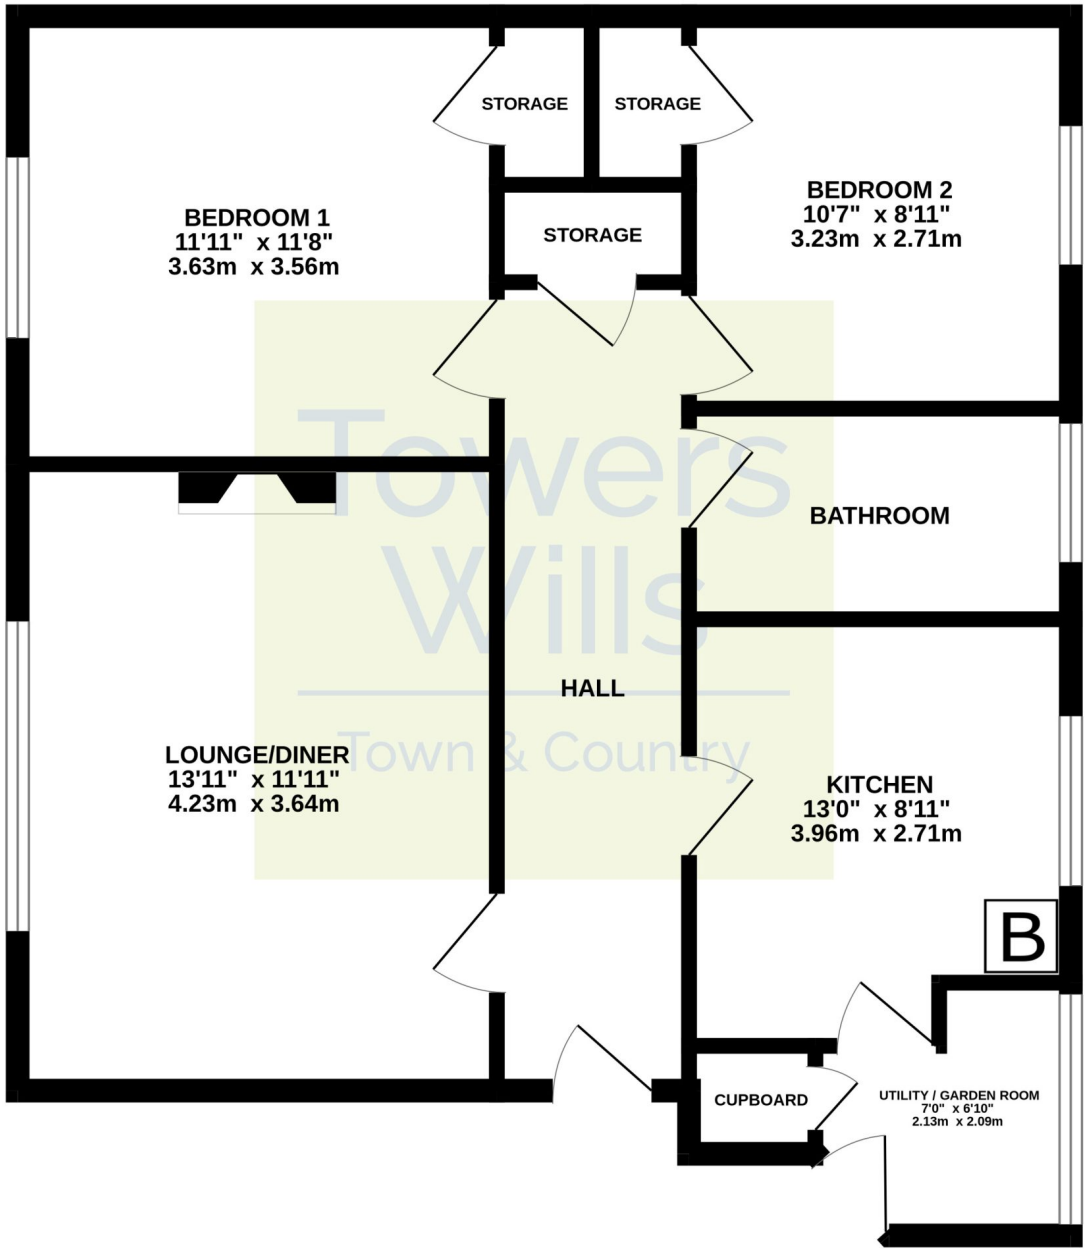 STORAGE
STORAGE
BEDROOM 1
11'11" x 11'8"
3.63m x 3.56m
BEDROOM 2
10'7" x 8'11"
3.23m x 2.71m
STORAGE
Towers
Wills
Town & Country
BATHROOM
HALL
LOUNGE/DINER
13'11" x 11'11"
4.23m x 3.64m
KITCHEN
13'0" x 8'11"
3.96m x 2.71m
B
CUPBOARD
UTILITY / GARDEN ROOM
7'0" x 6'10"
2.13m x 2.09m